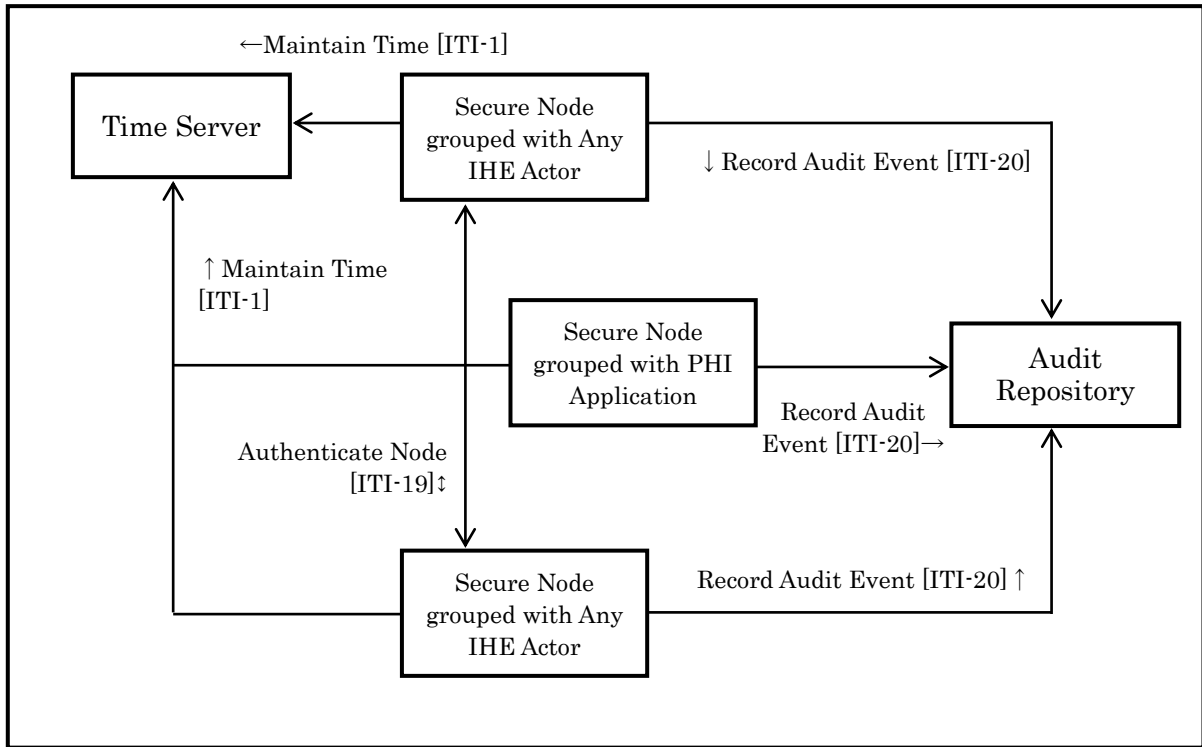 ←Maintain Time [ITI-1]
Time Server
Secure Node
grouped with Any
IHE Actor
↓ Record Audit Event [ITI-20]
↑ Maintain Time
[ITI-1]
Secure Node
grouped with PHI
Application
Audit
Repository
Record Audit
Event [ITI-20]→
Authenticate Node
[ITI-19]↕
Secure Node
grouped with Any
IHE Actor
Record Audit Event [ITI-20] ↑